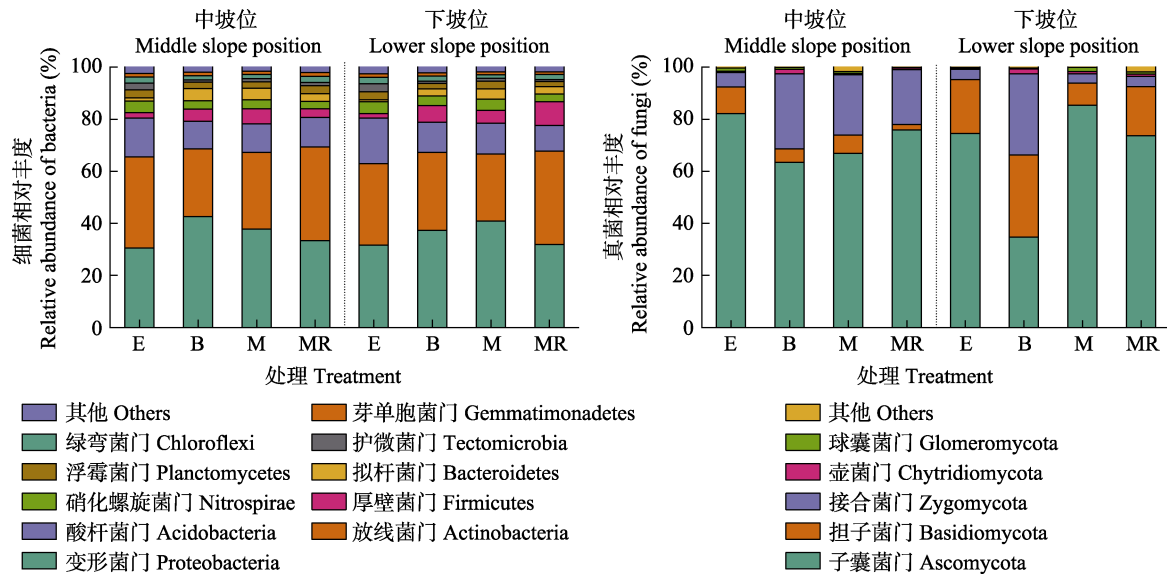 中坡位
Middle slope position
下坡位
Lower slope position
细菌相对丰度
Relative abundance of bacteria (%)
100
80
60
40
20
0
E B M MR E B M MR
处理 Treatment
其他 Others
绿弯菌门 Chloroflexi
浮霉菌门 Planctomycetes
硝化螺旋菌门 Nitrospirae
酸杆菌门 Acidobacteria
变形菌门 Proteobacteria
芽单胞菌门 Gemmatimonadetes
护微菌门 Tectomicrobia
拟杆菌门 Bacteroidetes
厚壁菌门 Firmicutes
放线菌门 Actinobacteria
中坡位
Middle slope position
下坡位
Lower slope position
真菌相对丰度
Relative abundance of fungi (%)
100
80
60
40
20
0
E B M MR E B M MR
处理 Treatment
其他 Others
球囊菌门 Glomeromycota
壶菌门 Chytridiomycota
接合菌门 Zygomycota
担子菌门 Basidiomycota
子囊菌门 Ascomycota